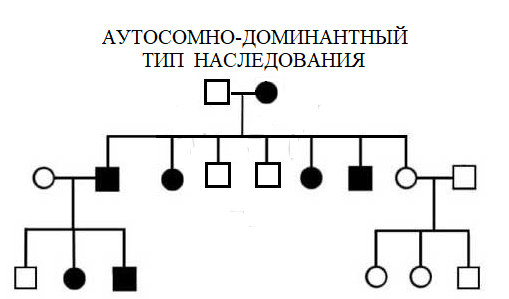 АУТОСОМНО-ДОМИНАНТНЫЙ
ТИП НАСЛЕДОВАНИЯ